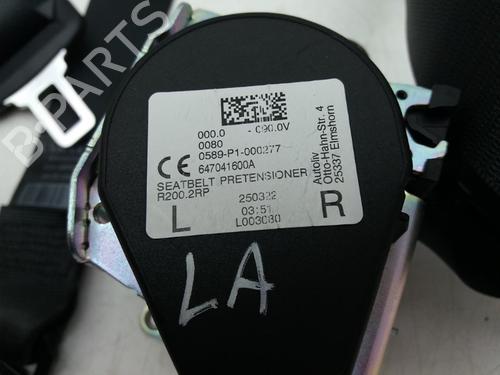 000.0 - 090.0V
0080
0589-P1-000277
CE 647041600A
SEATBELT PRETENSIONER
R200.2RP 250322
03:51
L003080
L R
Autoliv
Otto-Hahn-Str. 4
25337 Elmshorn
LA
B-PARTS